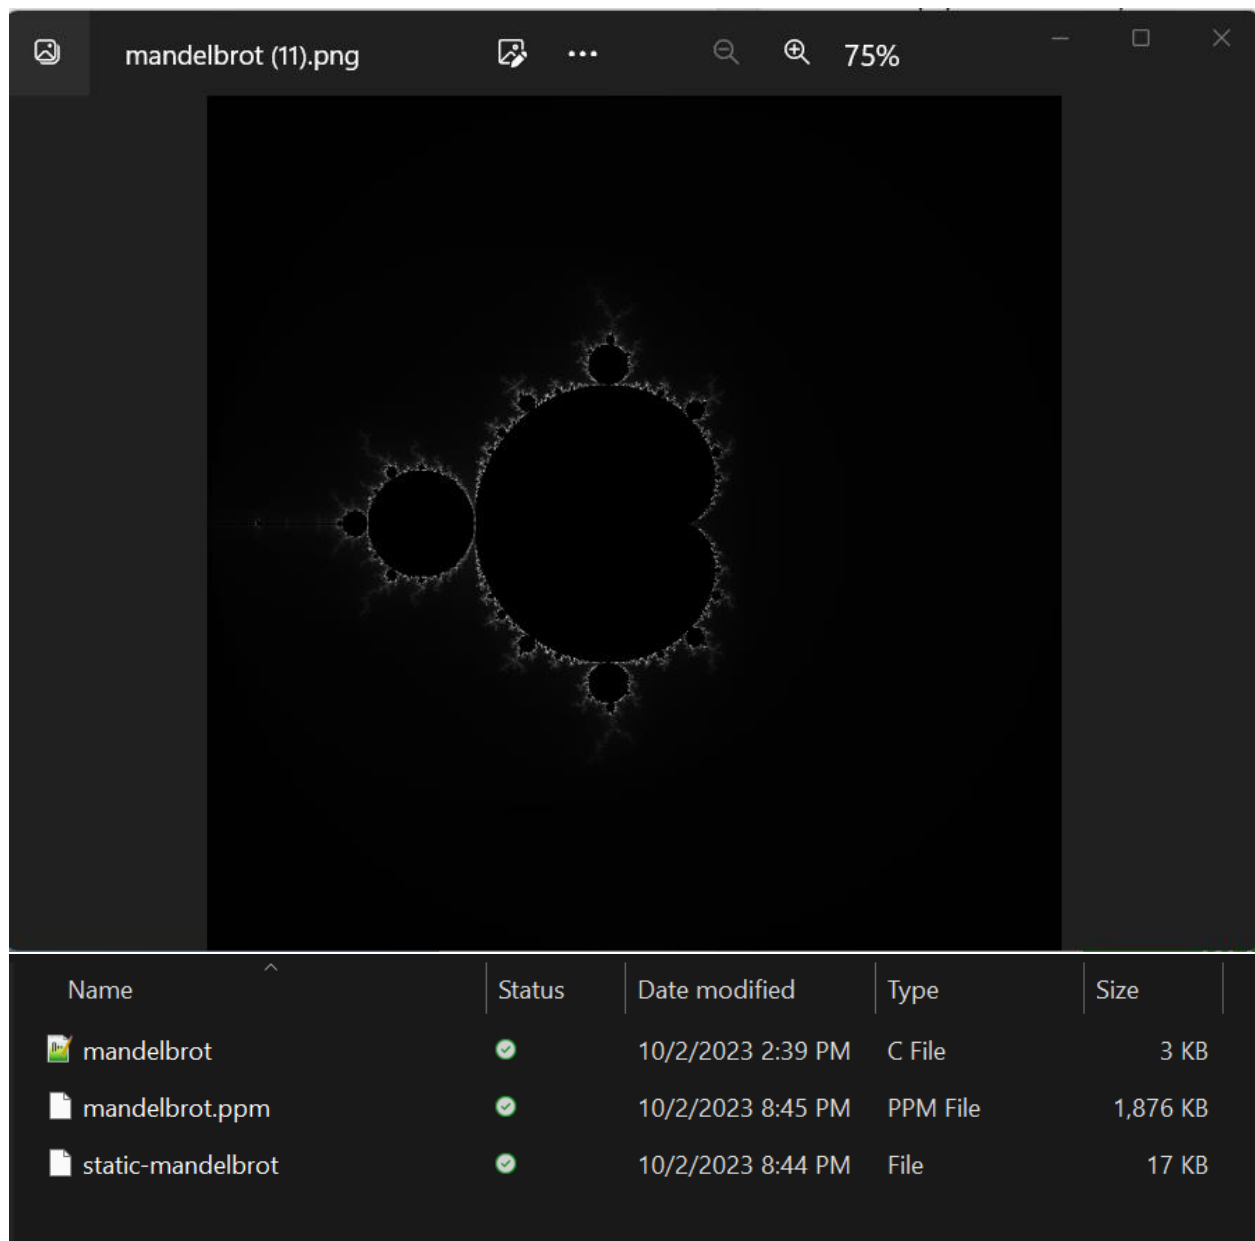 mandelbrot (11).png ... 75%
Name Status Date modified Type Size
mandelbrot 10/2/2023 2:39 PM C File 3 KB
mandelbrot.ppm 10/2/2023 8:45 PM PPM File 1,876 KB
static-mandelbrot 10/2/2023 8:44 PM File 17 KB